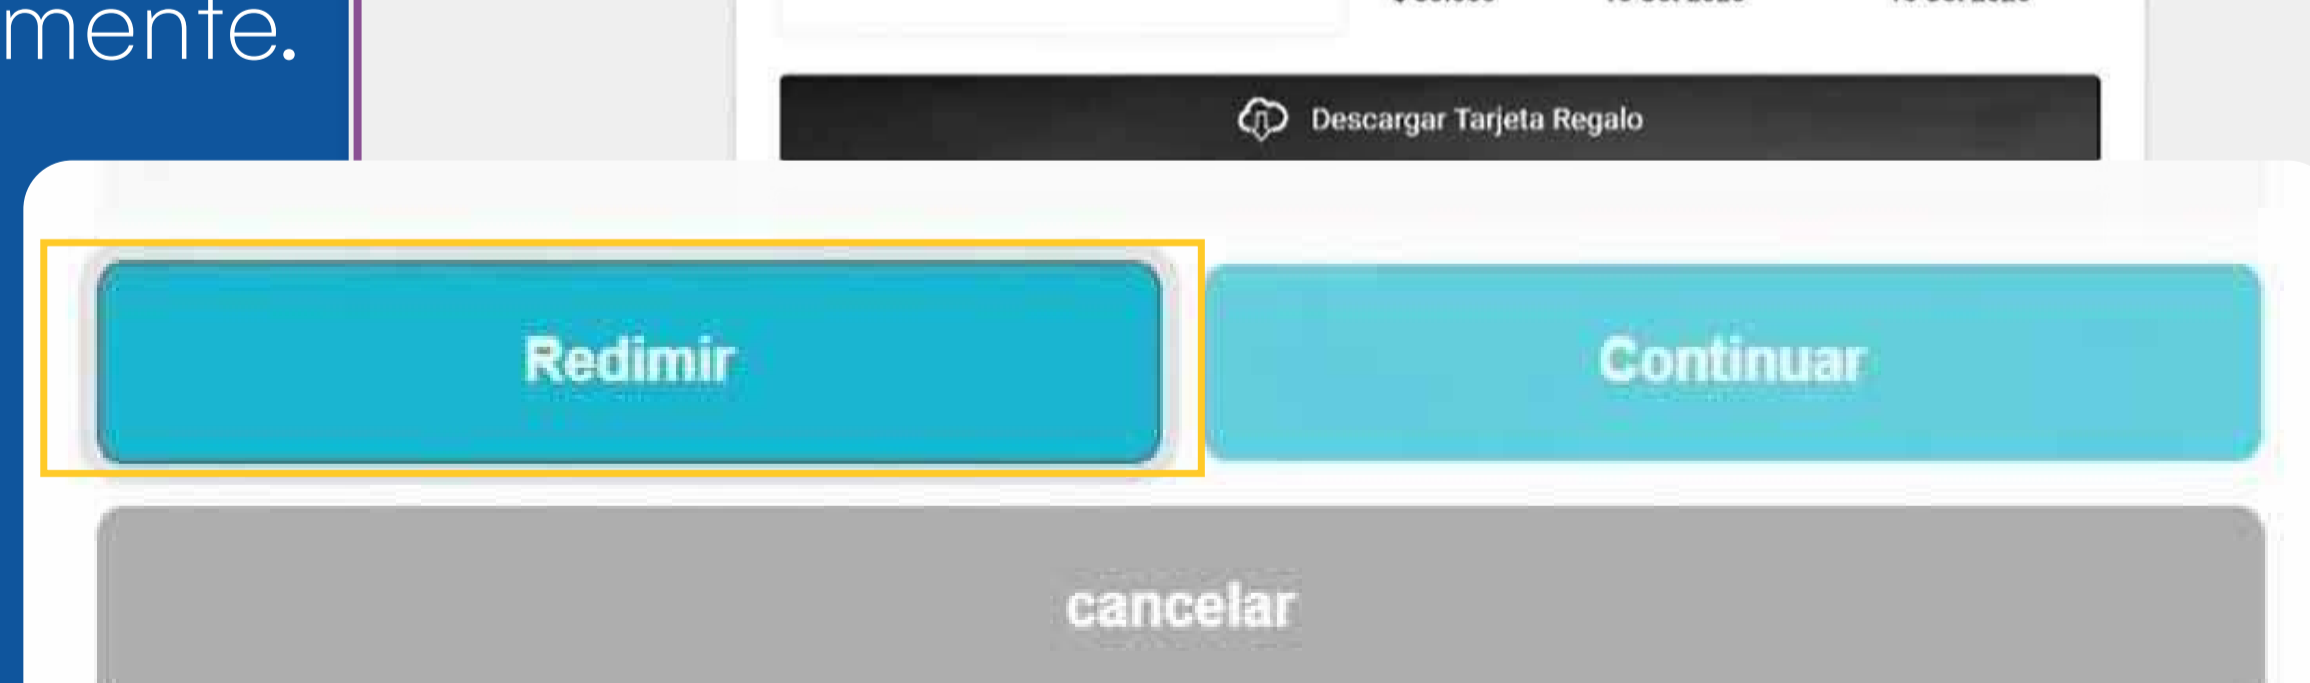 mente.
Descargar Tarjeta Regalo
Redimir
Continuar
cancelar